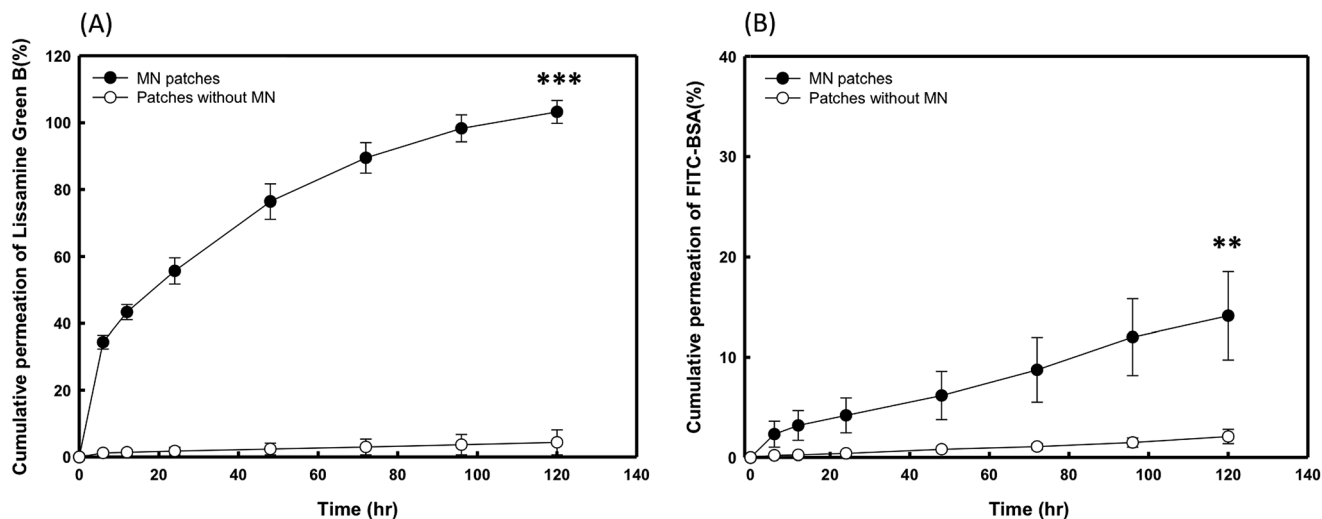 (A)
Cumulative permeation of Lissamine Green B(%)
120
100
80
60
40
20
0
MN patches
Patches without MN
***
0 20 40 60 80 100 120 140
Time (hr)
(B)
Cumulative permeation of FITC-BSA(%)
40
30
20
10
0
MN patches
Patches without MN
**
0 20 40 60 80 100 120 140
Time (hr)